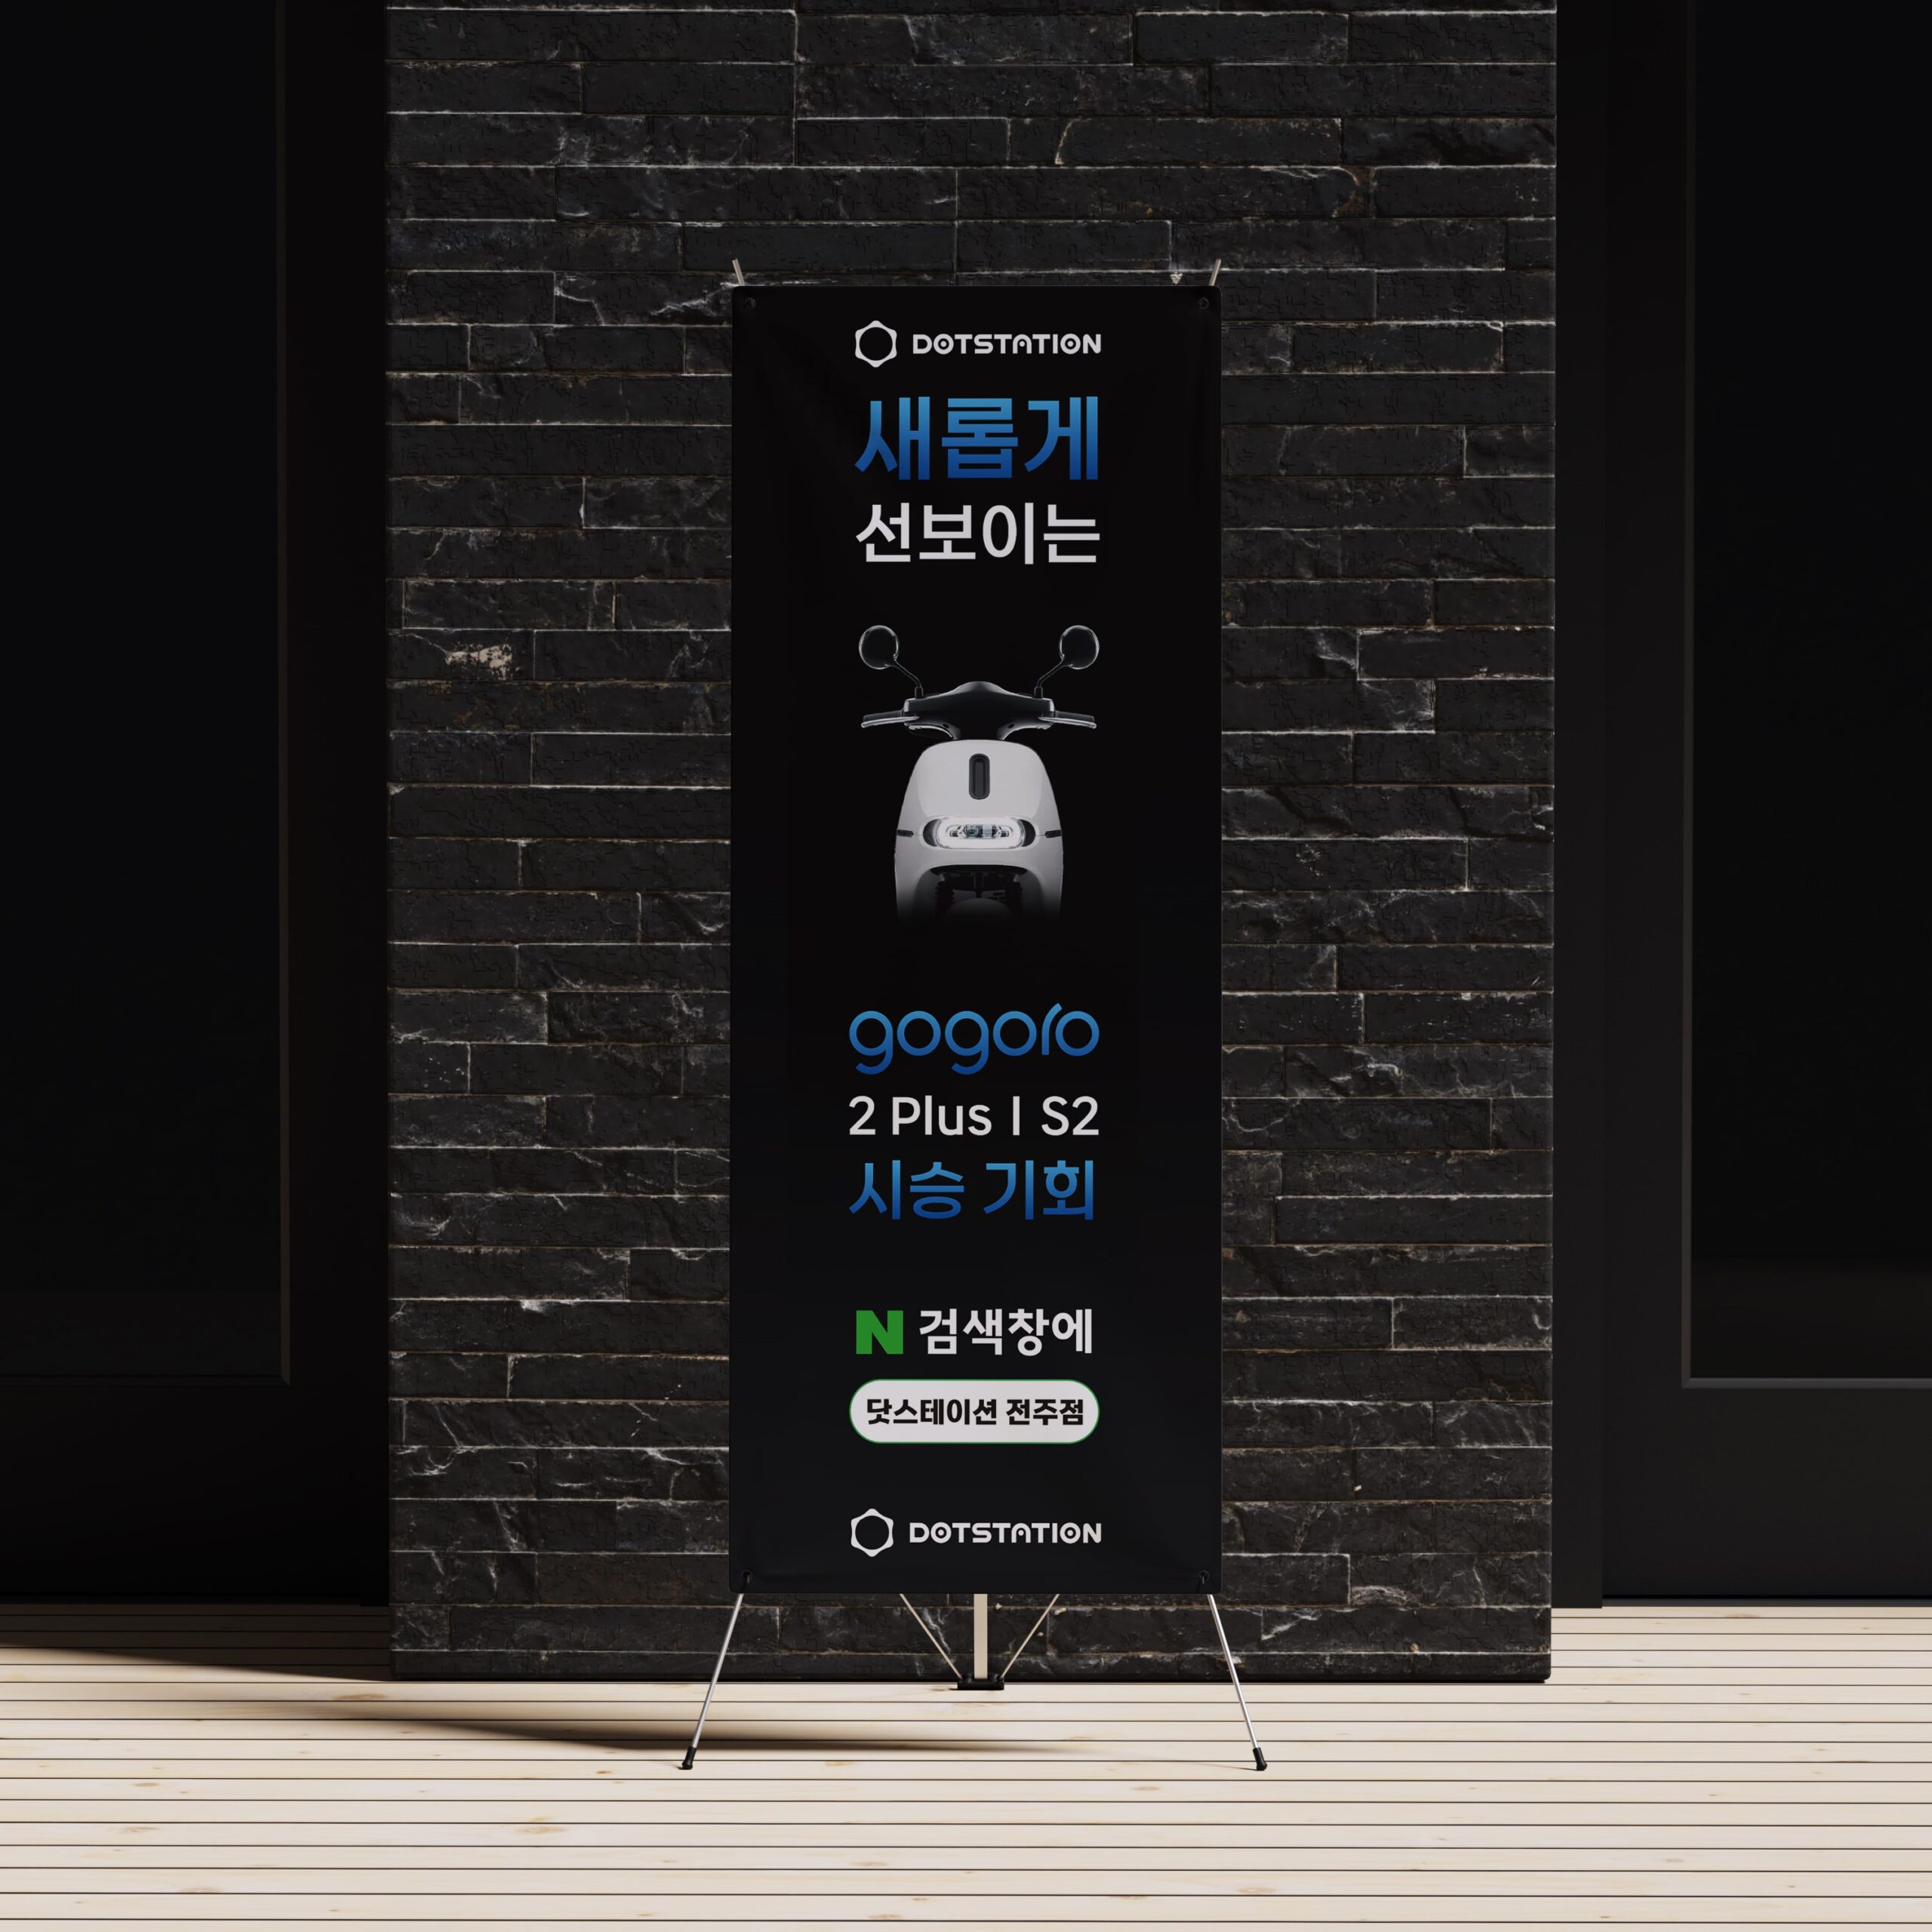 DOTSTATION
새롭게
선보이는
gogoro
2 Plus | S2
시승 기회
N 검색창에
닷스테이션 전주점
DOTSTATION